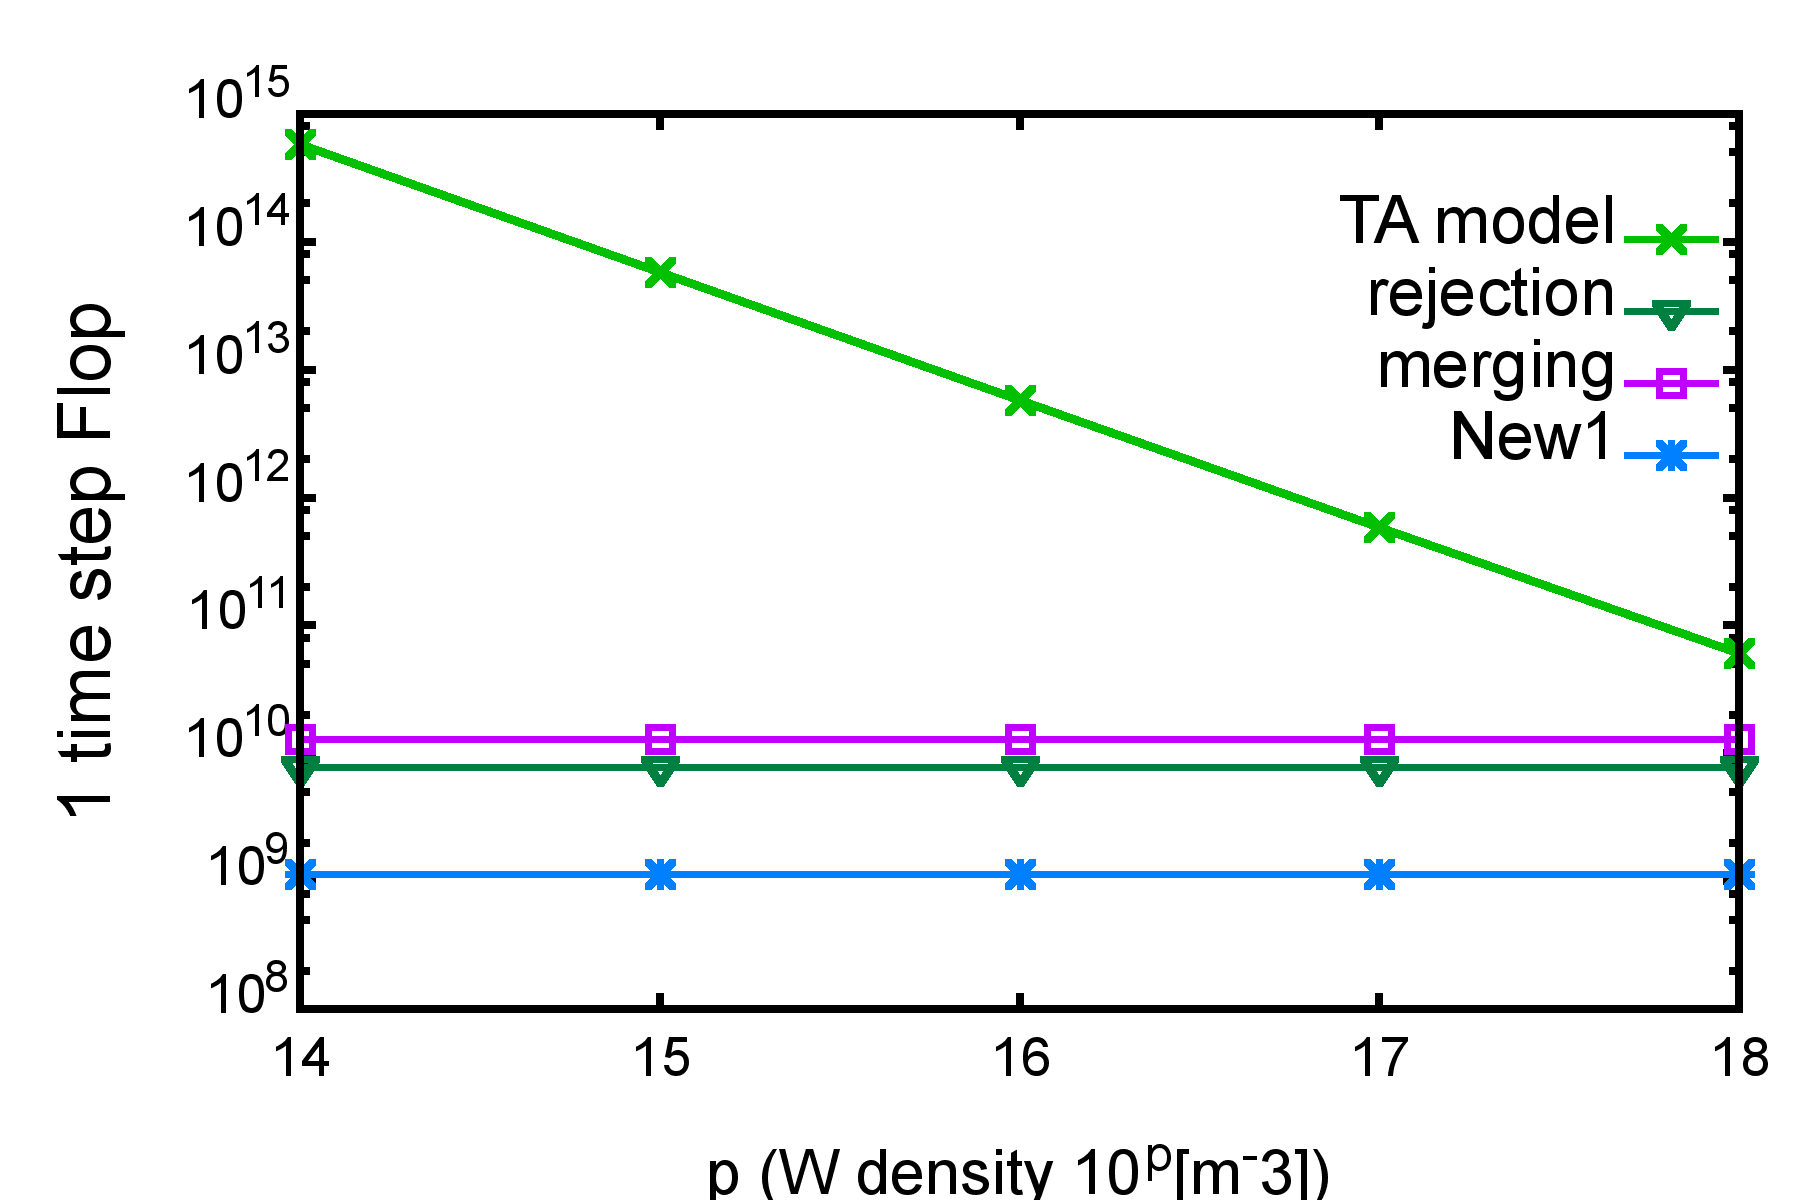 10^15
10^14
10^13
10^12
10^11
10^10
10^9
10^8
1 time step Flop
TA model
rejection
merging
New1
14 15 16 17 18
p (W density 10^p[m-3])